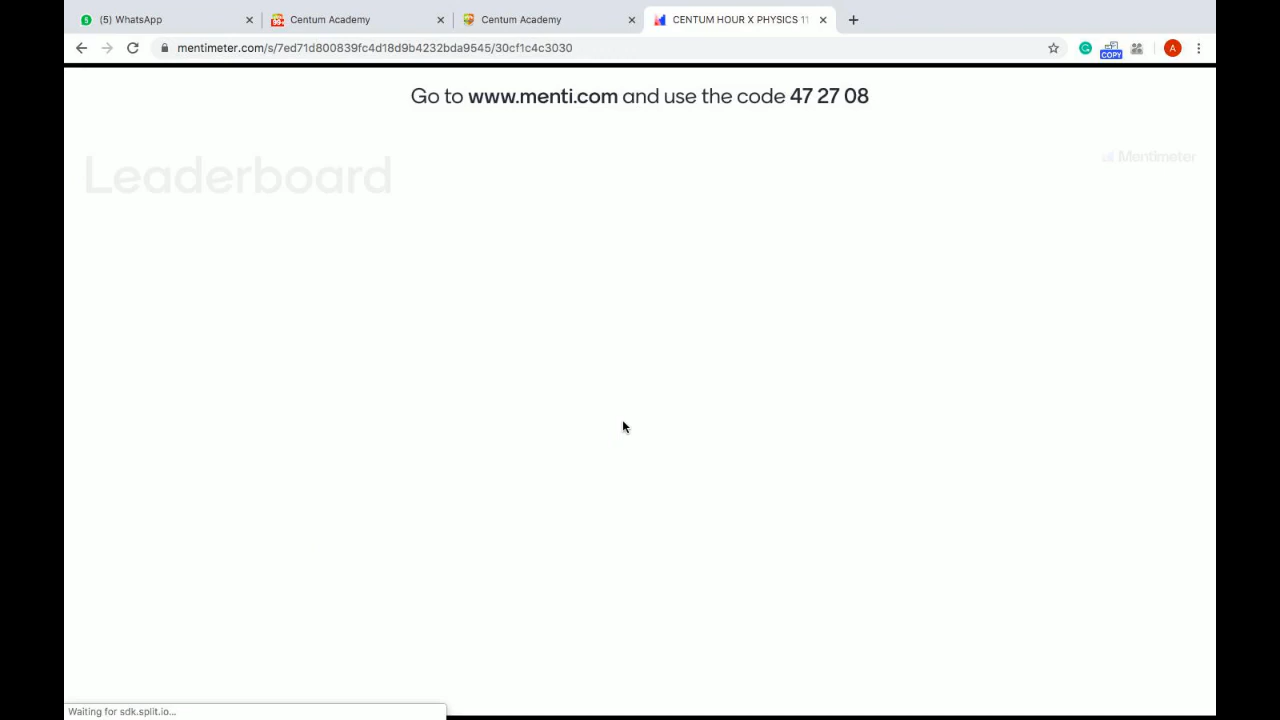 (5) WhatsApp
Centum Academy
Centum Academy
CENTUM HOUR X PHYSICS 11
mentimeter.com/s/7ed71d800839fc4d18d9b4232bda9545/30cf1c4c3030
COPY
A
Go to www.menti.com and use the code 47 27 08
Mentimeter
Leaderboard
Waiting for sdk.split.io...